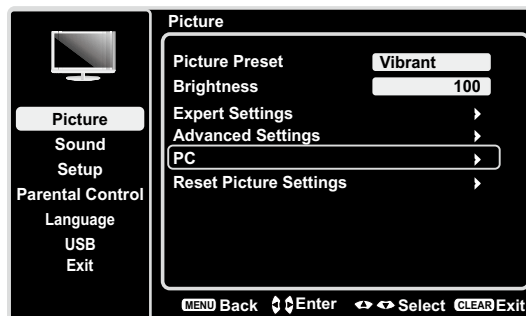 Picture
Picture Preset Vibrant
Brightness 100
Expert Settings
Advanced Settings
PC
Reset Picture Settings
Picture
Sound
Setup
Parental Control
Language
USB
Exit
MENU Back Enter Select CLEAR Exit